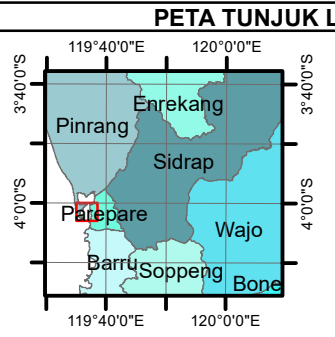 PETA TUNJUK L
119°40'0"E 120°0'0"E
3°40'0"S 3°40'0"S
Enrekang
Pinrang
Sidrap
4°0'0"S 4°0'0"S
Parepare
Wajo
Barru
Soppeng
Bone
119°40'0"E 120°0'0"E